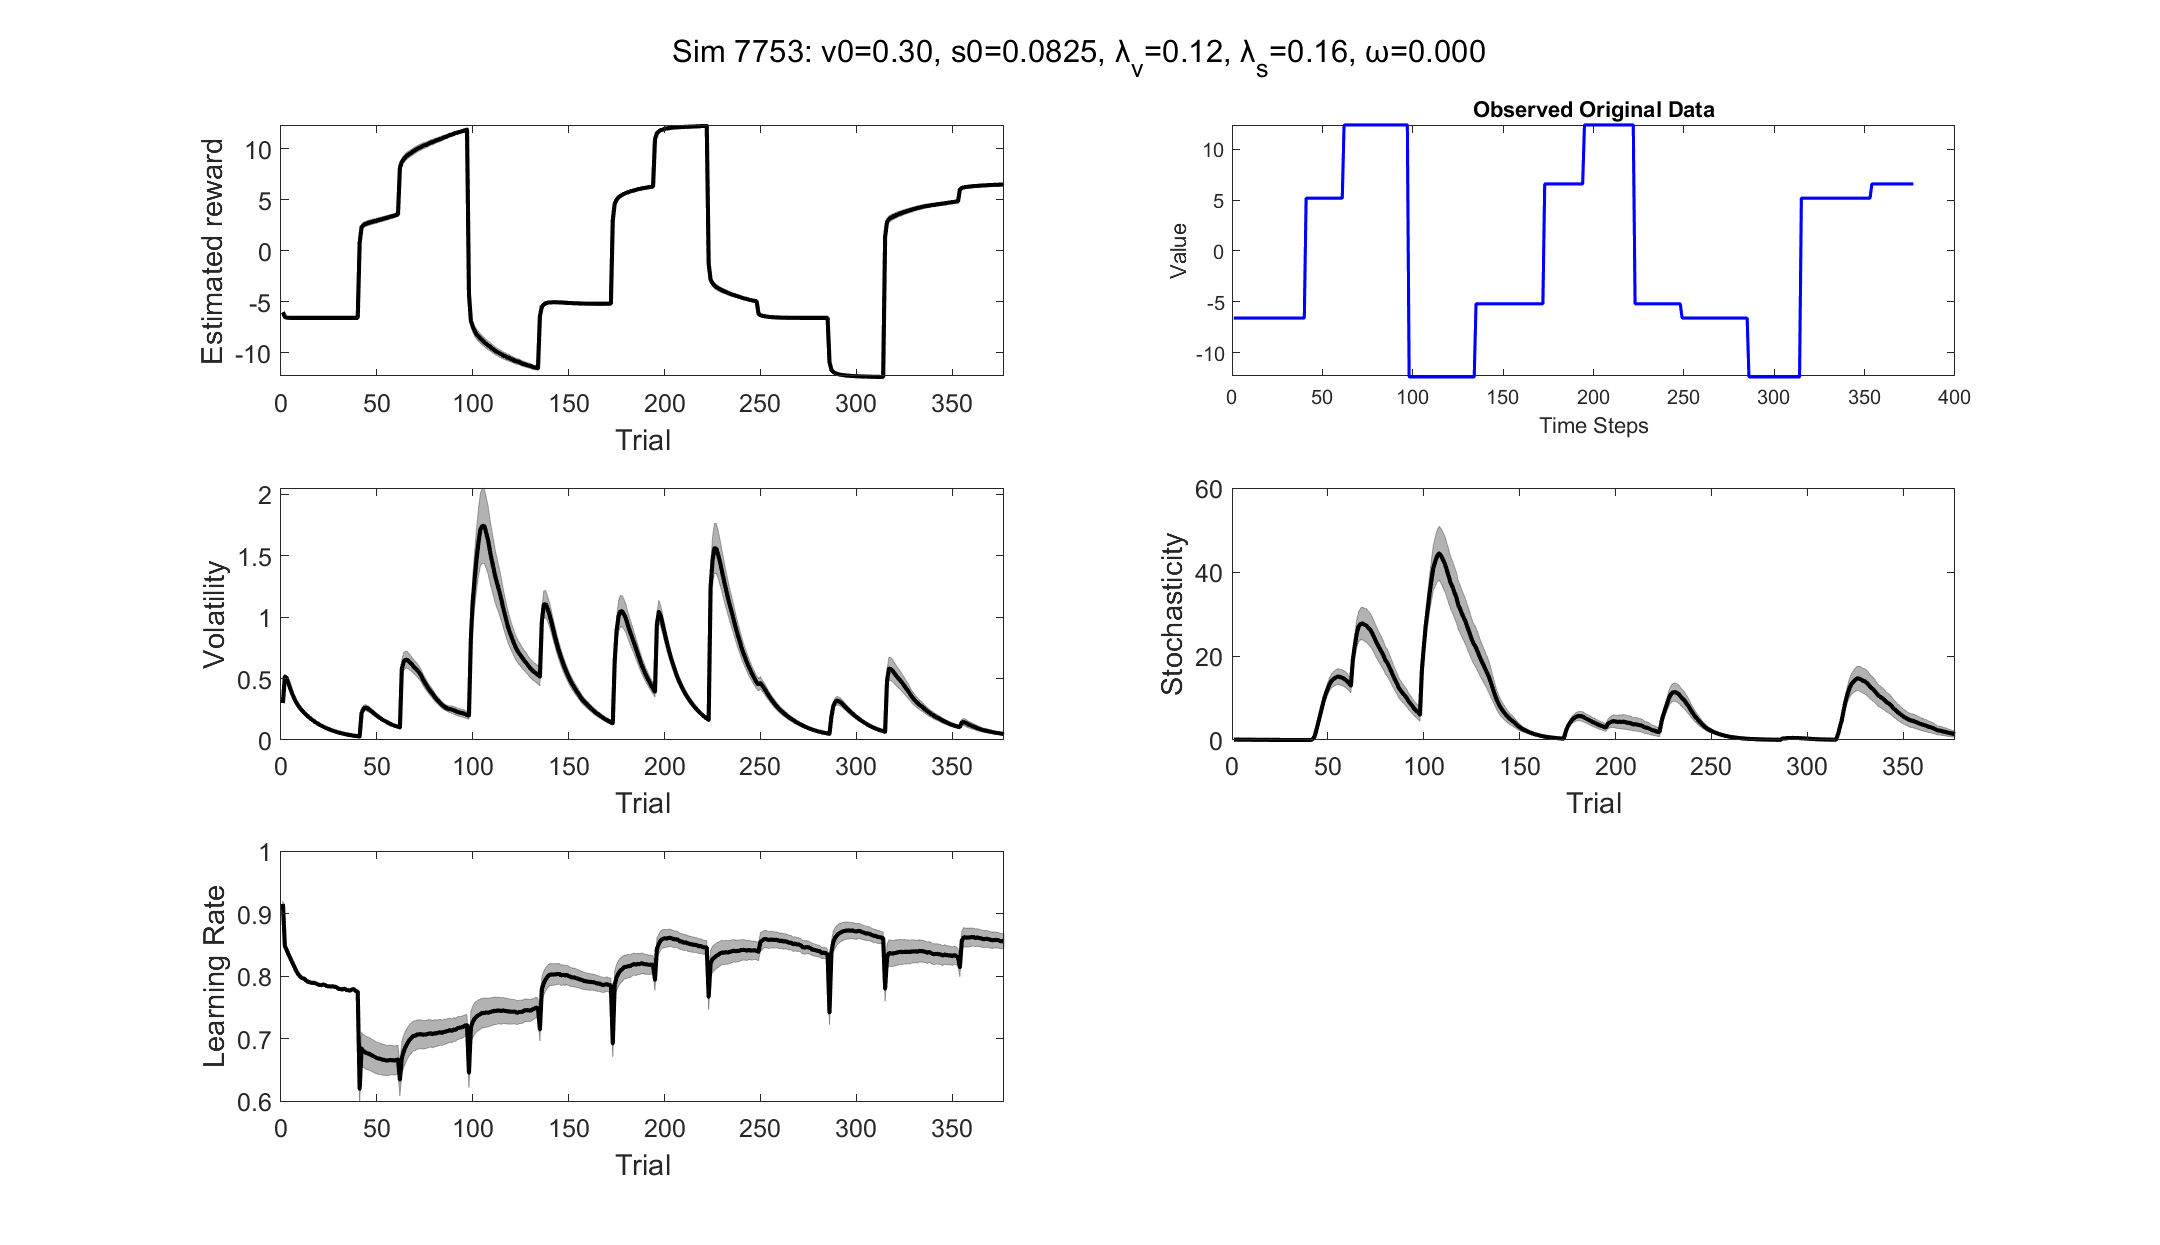 Sim 7753: v0=0.30, s0=0.0825, λ_v=0.12, λ_s=0.16, ω=0.000
Estimated reward
10
5
0
-5
-10
0 50 100 150 200 250 300 350
Trial
Observed Original Data
Value
10
5
0
-5
-10
0 50 100 150 200 250 300 350 400
Time Steps
Volatility
2
1.5
1
0.5
0
0 50 100 150 200 250 300 350
Trial
Stochasticity
60
40
20
0
0 50 100 150 200 250 300 350
Trial
Learning Rate
1
0.9
0.8
0.7
0.6
0 50 100 150 200 250 300 350
Trial